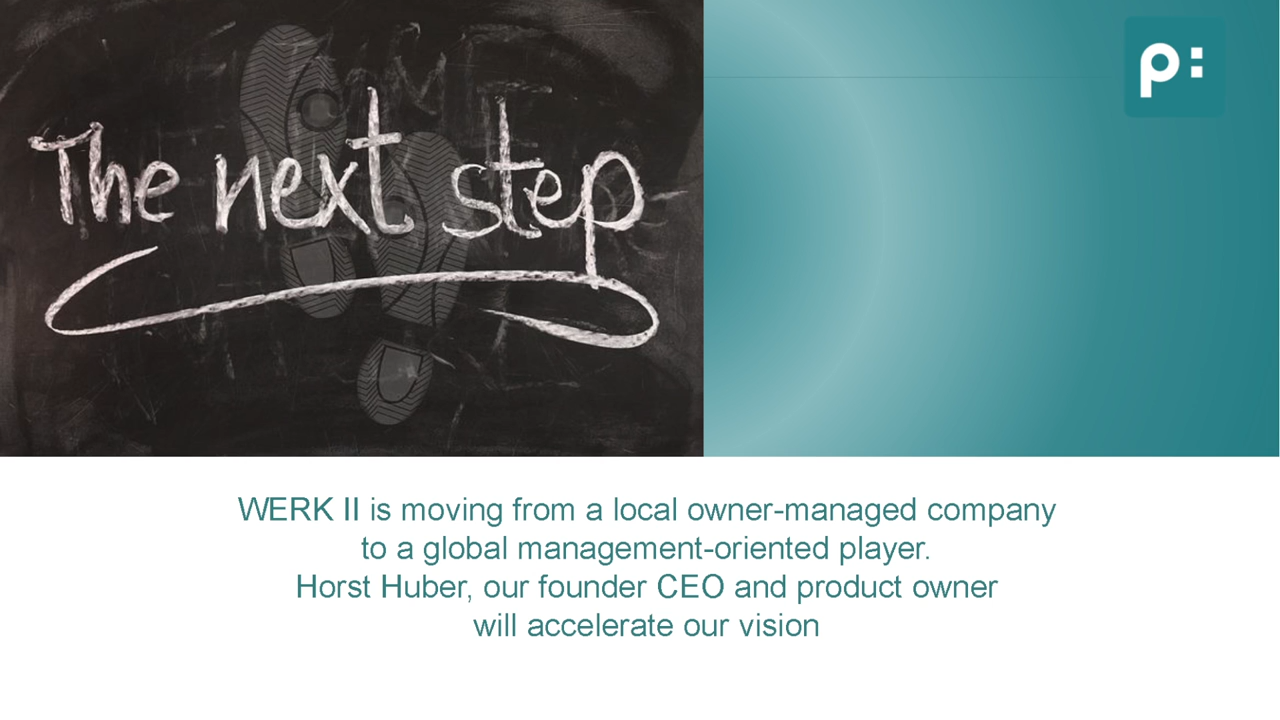 The next step
p:
WERK II is moving from a local owner-managed company
to a global management-oriented player.
Horst Huber, our founder CEO and product owner
will accelerate our vision